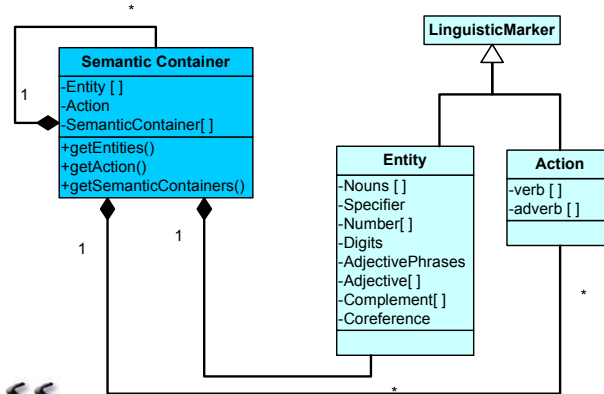 *
LinguisticMarker
Semantic Container
-Entity [ ]
-Action
-SemanticContainer[ ]
+getEntities()
+getAction()
+getSemanticContainers()
1
Entity
-Nouns [ ]
-Specifier
-Number[ ]
-Digits
-AdjectivePhrases
-Adjective[ ]
-Complement[ ]
-Coreference
Action
-verb [ ]
-adverb [ ]
1
1
*
*